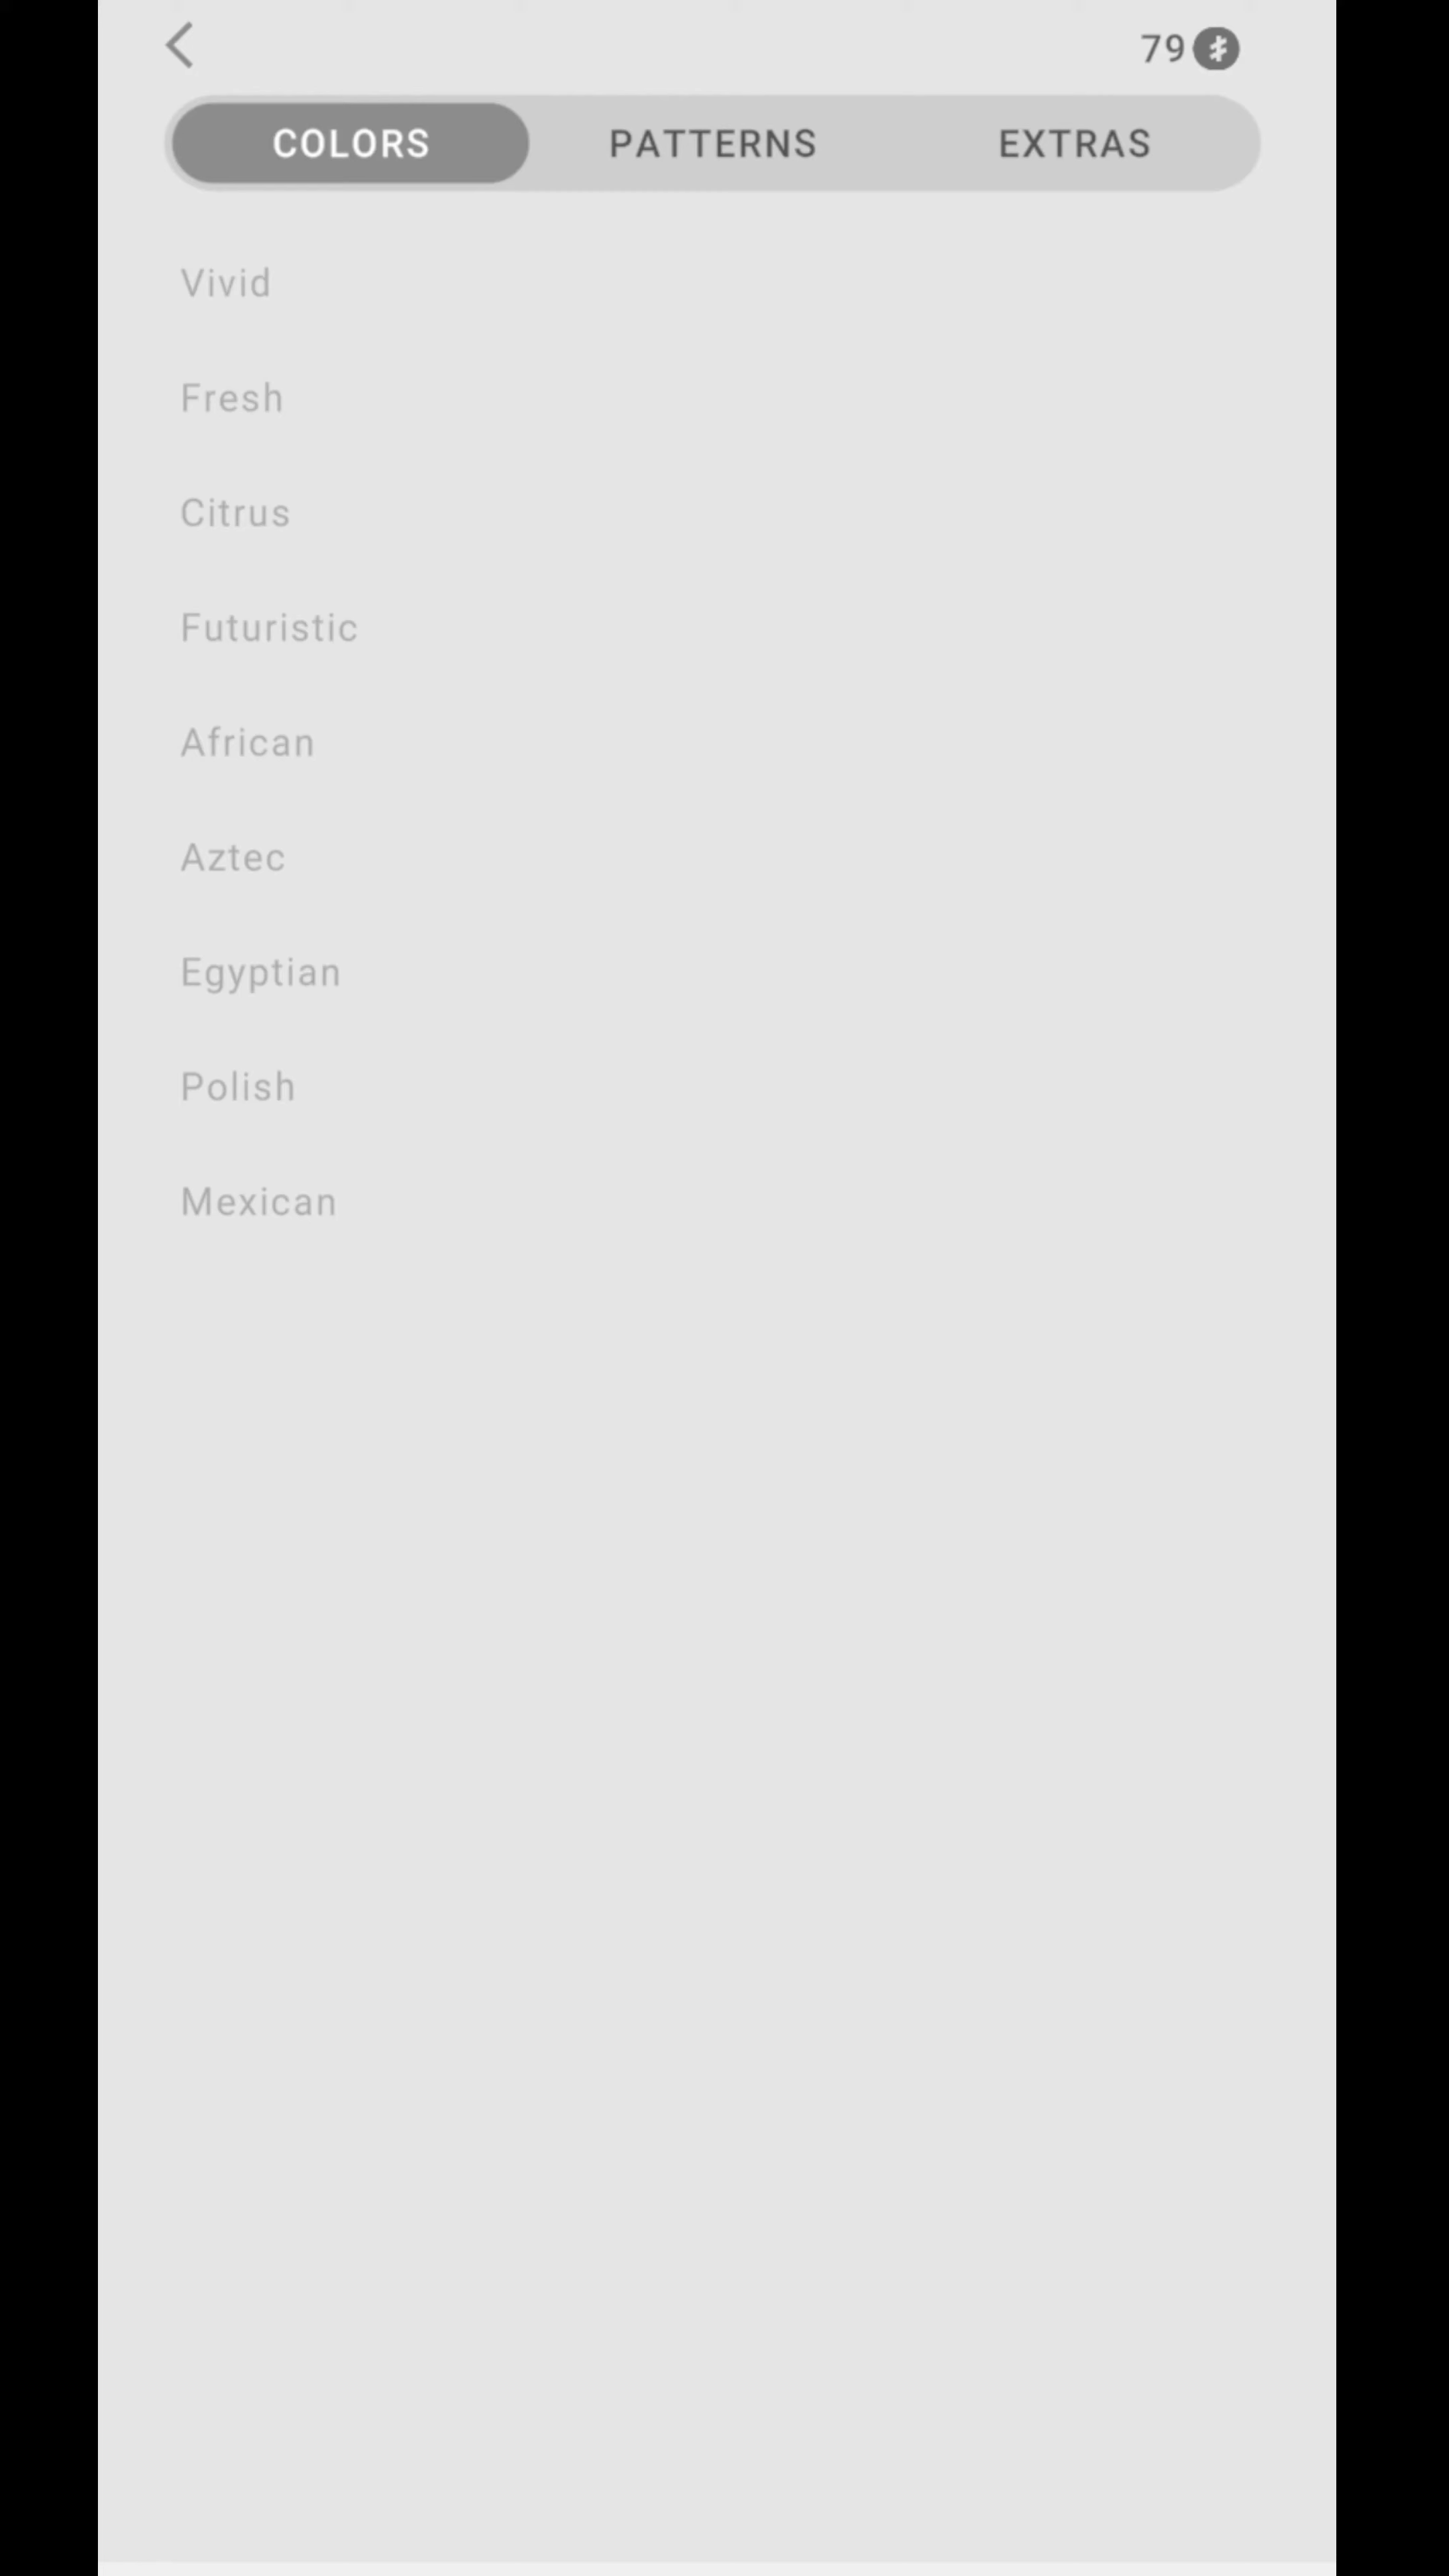 79
COLORS PATTERNS EXTRAS
Vivid
Fresh
Citrus
Futuristic
African
Aztec
Egyptian
Polish
Mexican